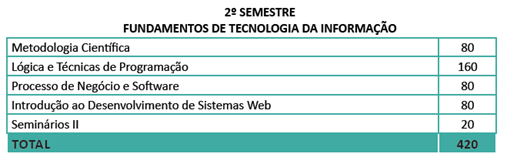 2º SEMESTRE
FUNDAMENTOS DE TECNOLOGIA DA INFORMAÇÃO
Metodologia Científica 80
Lógica e Técnicas de Programação 160
Processo de Negócio e Software 80
Introdução ao Desenvolvimento de Sistemas Web 80
Seminários II 20
TOTAL 420